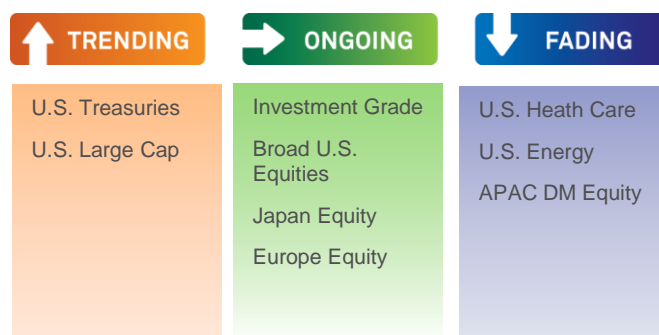 TRENDING
U.S. Treasuries
U.S. Large Cap
ONGOING
Investment Grade
Broad U.S.
Equities
Japan Equity
Europe Equity
FADING
U.S. Heath Care
U.S. Energy
APAC DM Equity